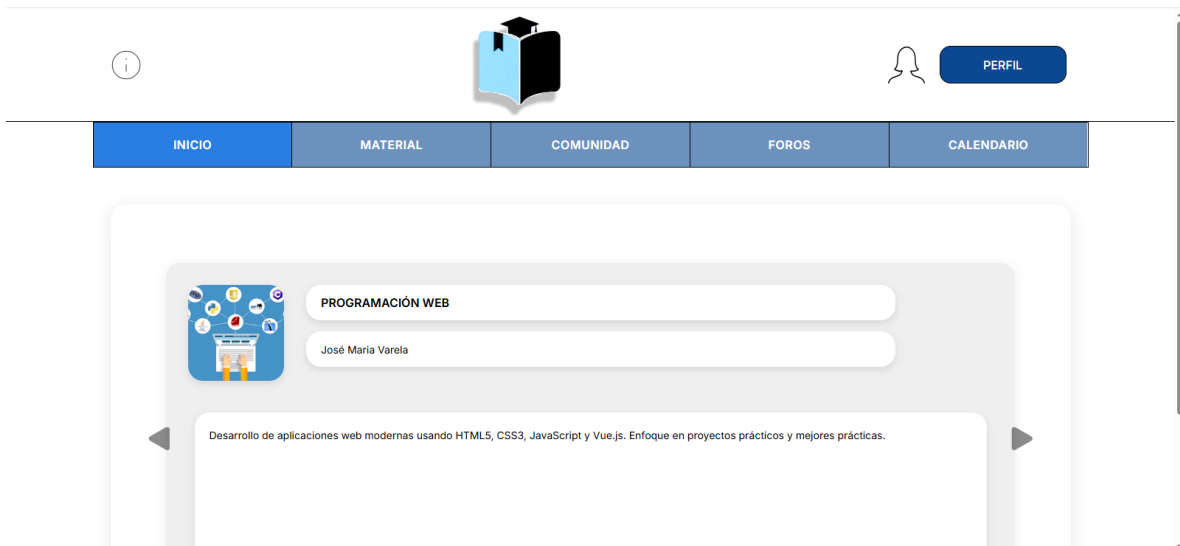 i
PERFIL
INICIO MATERIAL COMUNIDAD FOROS CALENDARIO
PROGRAMACIÓN WEB
José Maria Varela
Desarrollo de aplicaciones web modernas usando HTML5, CSS3, JavaScript y Vue.js. Enfoque en proyectos prácticos y mejores prácticas.